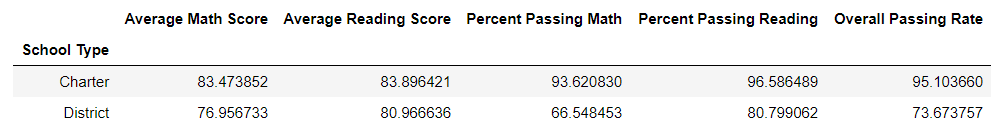 Average Math Score Average Reading Score Percent Passing Math Percent Passing Reading Overall Passing Rate
School Type
Charter 83.473852 83.896421 93.620830 96.586489 95.103660
District 76.956733 80.966636 66.548453 80.799062 73.673757